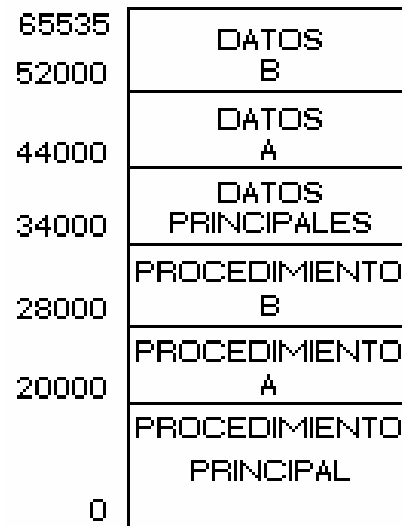 65535
DATOS
52000 B
DATOS
44000 A
DATOS
34000 PRINCIPALES
PROCEDIMIENTO
28000 B
PROCEDIMIENTO
20000 A
PROCEDIMIENTO
PRINCIPAL
0